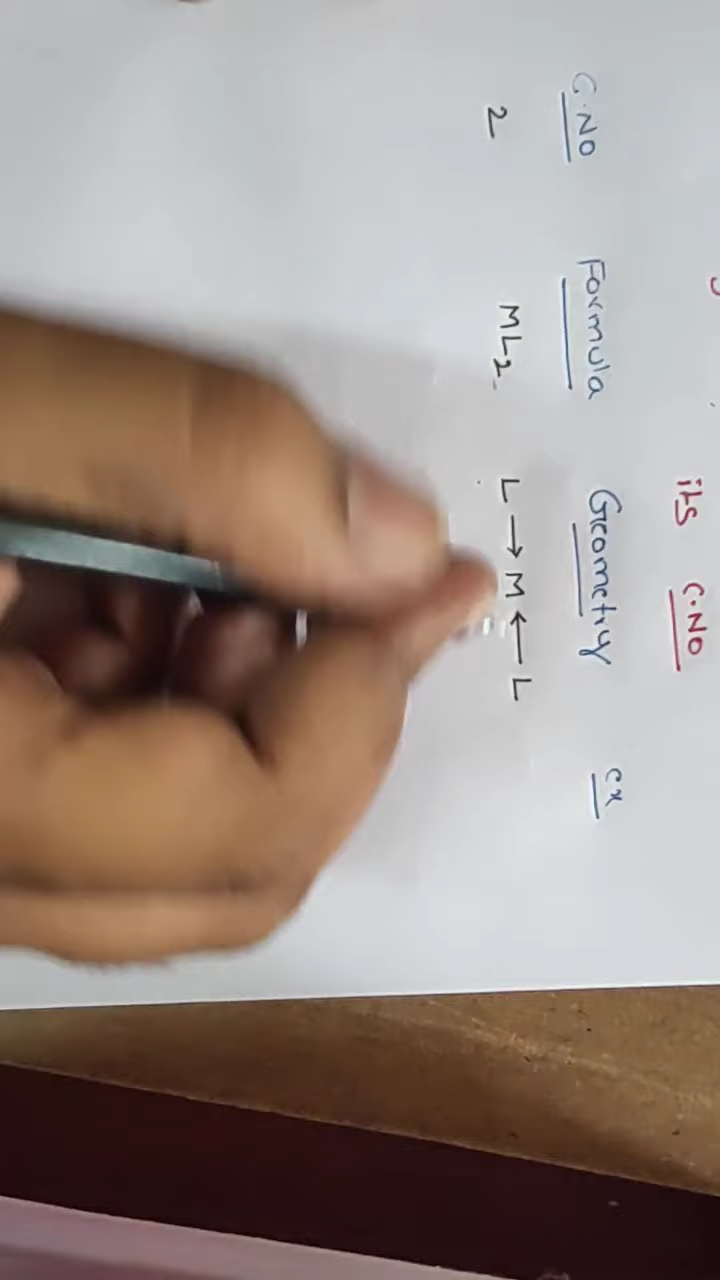 its C.NO
C.NO Formula Geometry ex
2 ML2 L → M ← L